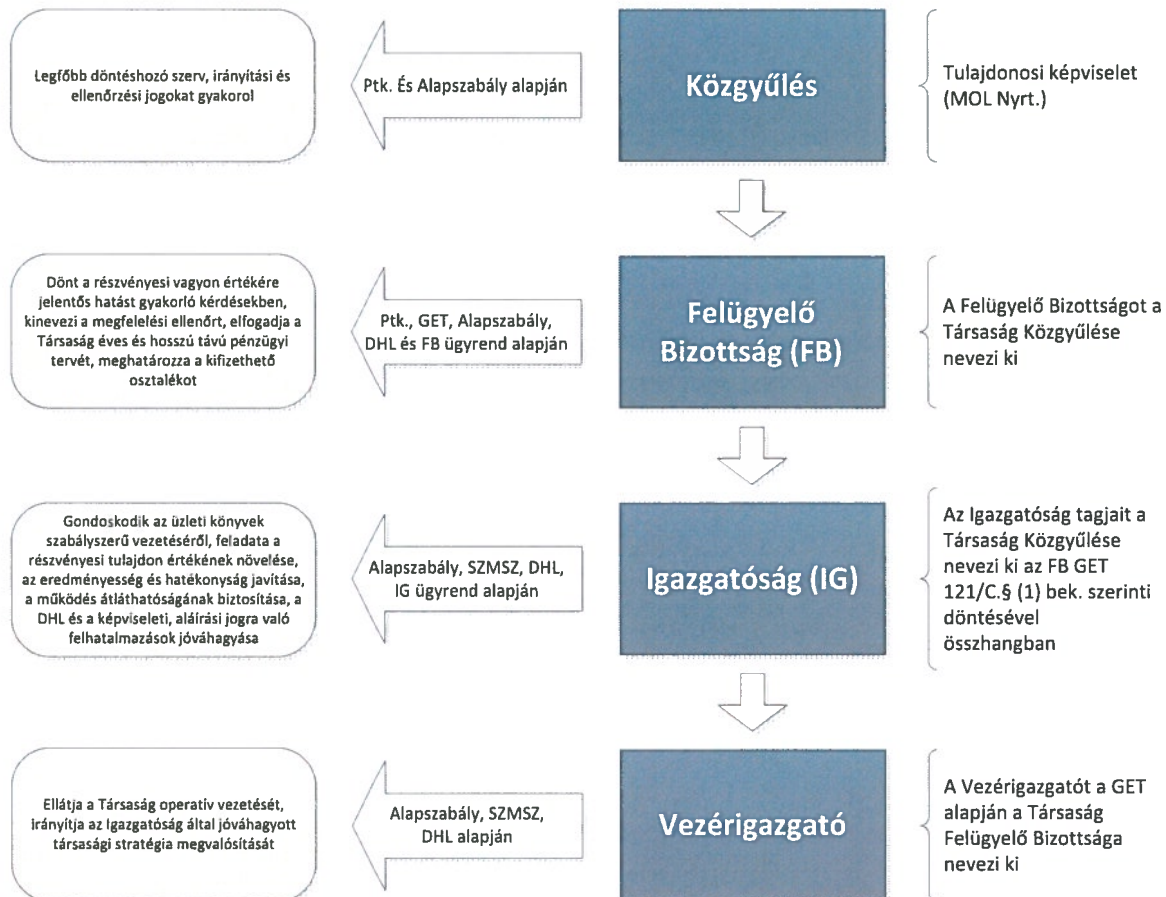 Legfőbb döntéshozó szerv, irányítási és
ellenőrzési jogokat gyakorol
Ptk. És Alapszabály alapján
Közgyűlés
Tulajdonosi képviselet
(MOL Nyrt.)
Dönt a részvényesi vagyon értékére
jelentős hatást gyakorló kérdésekben,
kinevezi a megfelelési ellenőrt, elfogadja a
Társaság éves és hosszú távú pénzügyi
tervét, meghatározza a kifizethető
osztalékot
Ptk., GET, Alapszabály,
DHL és FB ügyrend alapján
Felügyelő
Bizottság (FB)
A Felügyelő Bizottságot a
Társaság Közgyűlése
nevezi ki
Gondoskodik az üzleti könyvek
szabályszerű vezetéséről, feladata a
részvényesi tulajdon értékének növelése,
az eredményesség és hatékonyság javítása,
a működés átláthatóságának biztosítása, a
DHL és a képviseleti, aláírási jogra való
felhatalmazások jóváhagyása
Alapszabály, SZMSZ, DHL,
IG ügyrend alapján
Igazgatóság (IG)
Az Igazgatóság tagjait a
Társaság Közgyűlése
nevezi ki az FB GET
121/C.§ (1) bek. szerinti
döntésével
összhangban
Ellátja a Társaság operatív vezetését,
irányítja az Igazgatóság által jóváhagyott
társasági stratégia megvalósítását
Alapszabály, SZMSZ,
DHL alapján
Vezérigazgató
A Vezérigazgatót a GET
alapján a Társaság
Felügyelő Bizottsága
nevezi ki